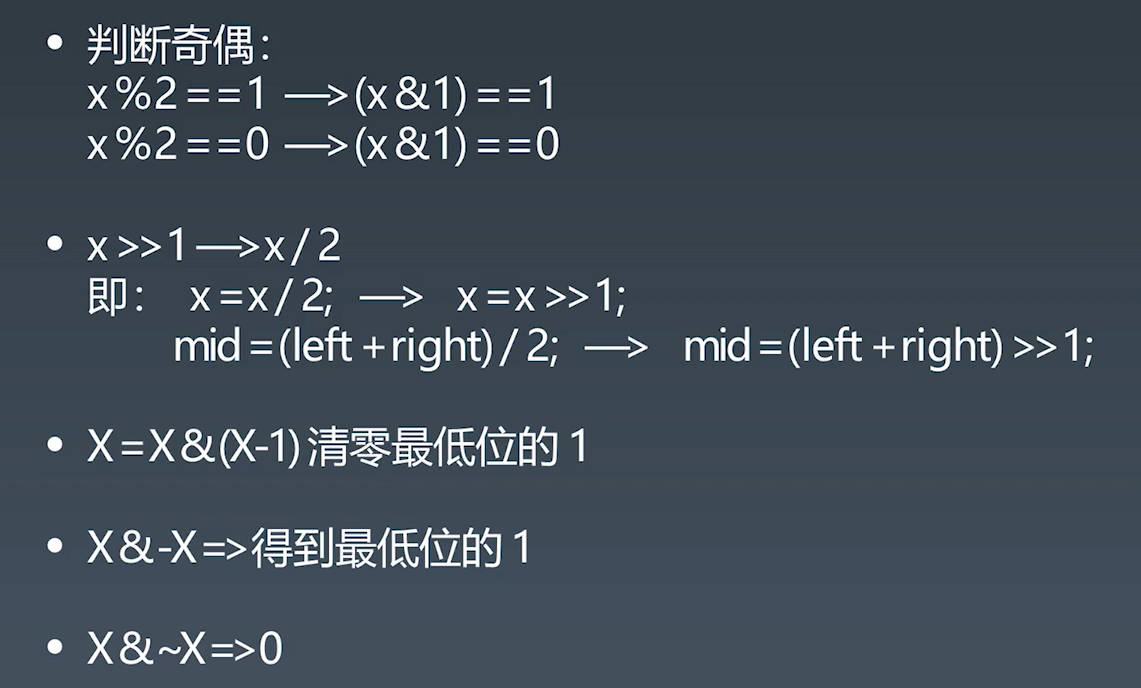 • 判断奇偶：
x%2==1 —>(x&1)==1
x%2==0 —>(x&1)==0
• x>>1—>x/2
即： x=x/2; —> x=x>>1;
mid=(left+right)/2; —> mid=(left+right)>>1;
• X=X&(X-1)清零最低位的1
• X&-X=>得到最低位的1
• X&~X=>0